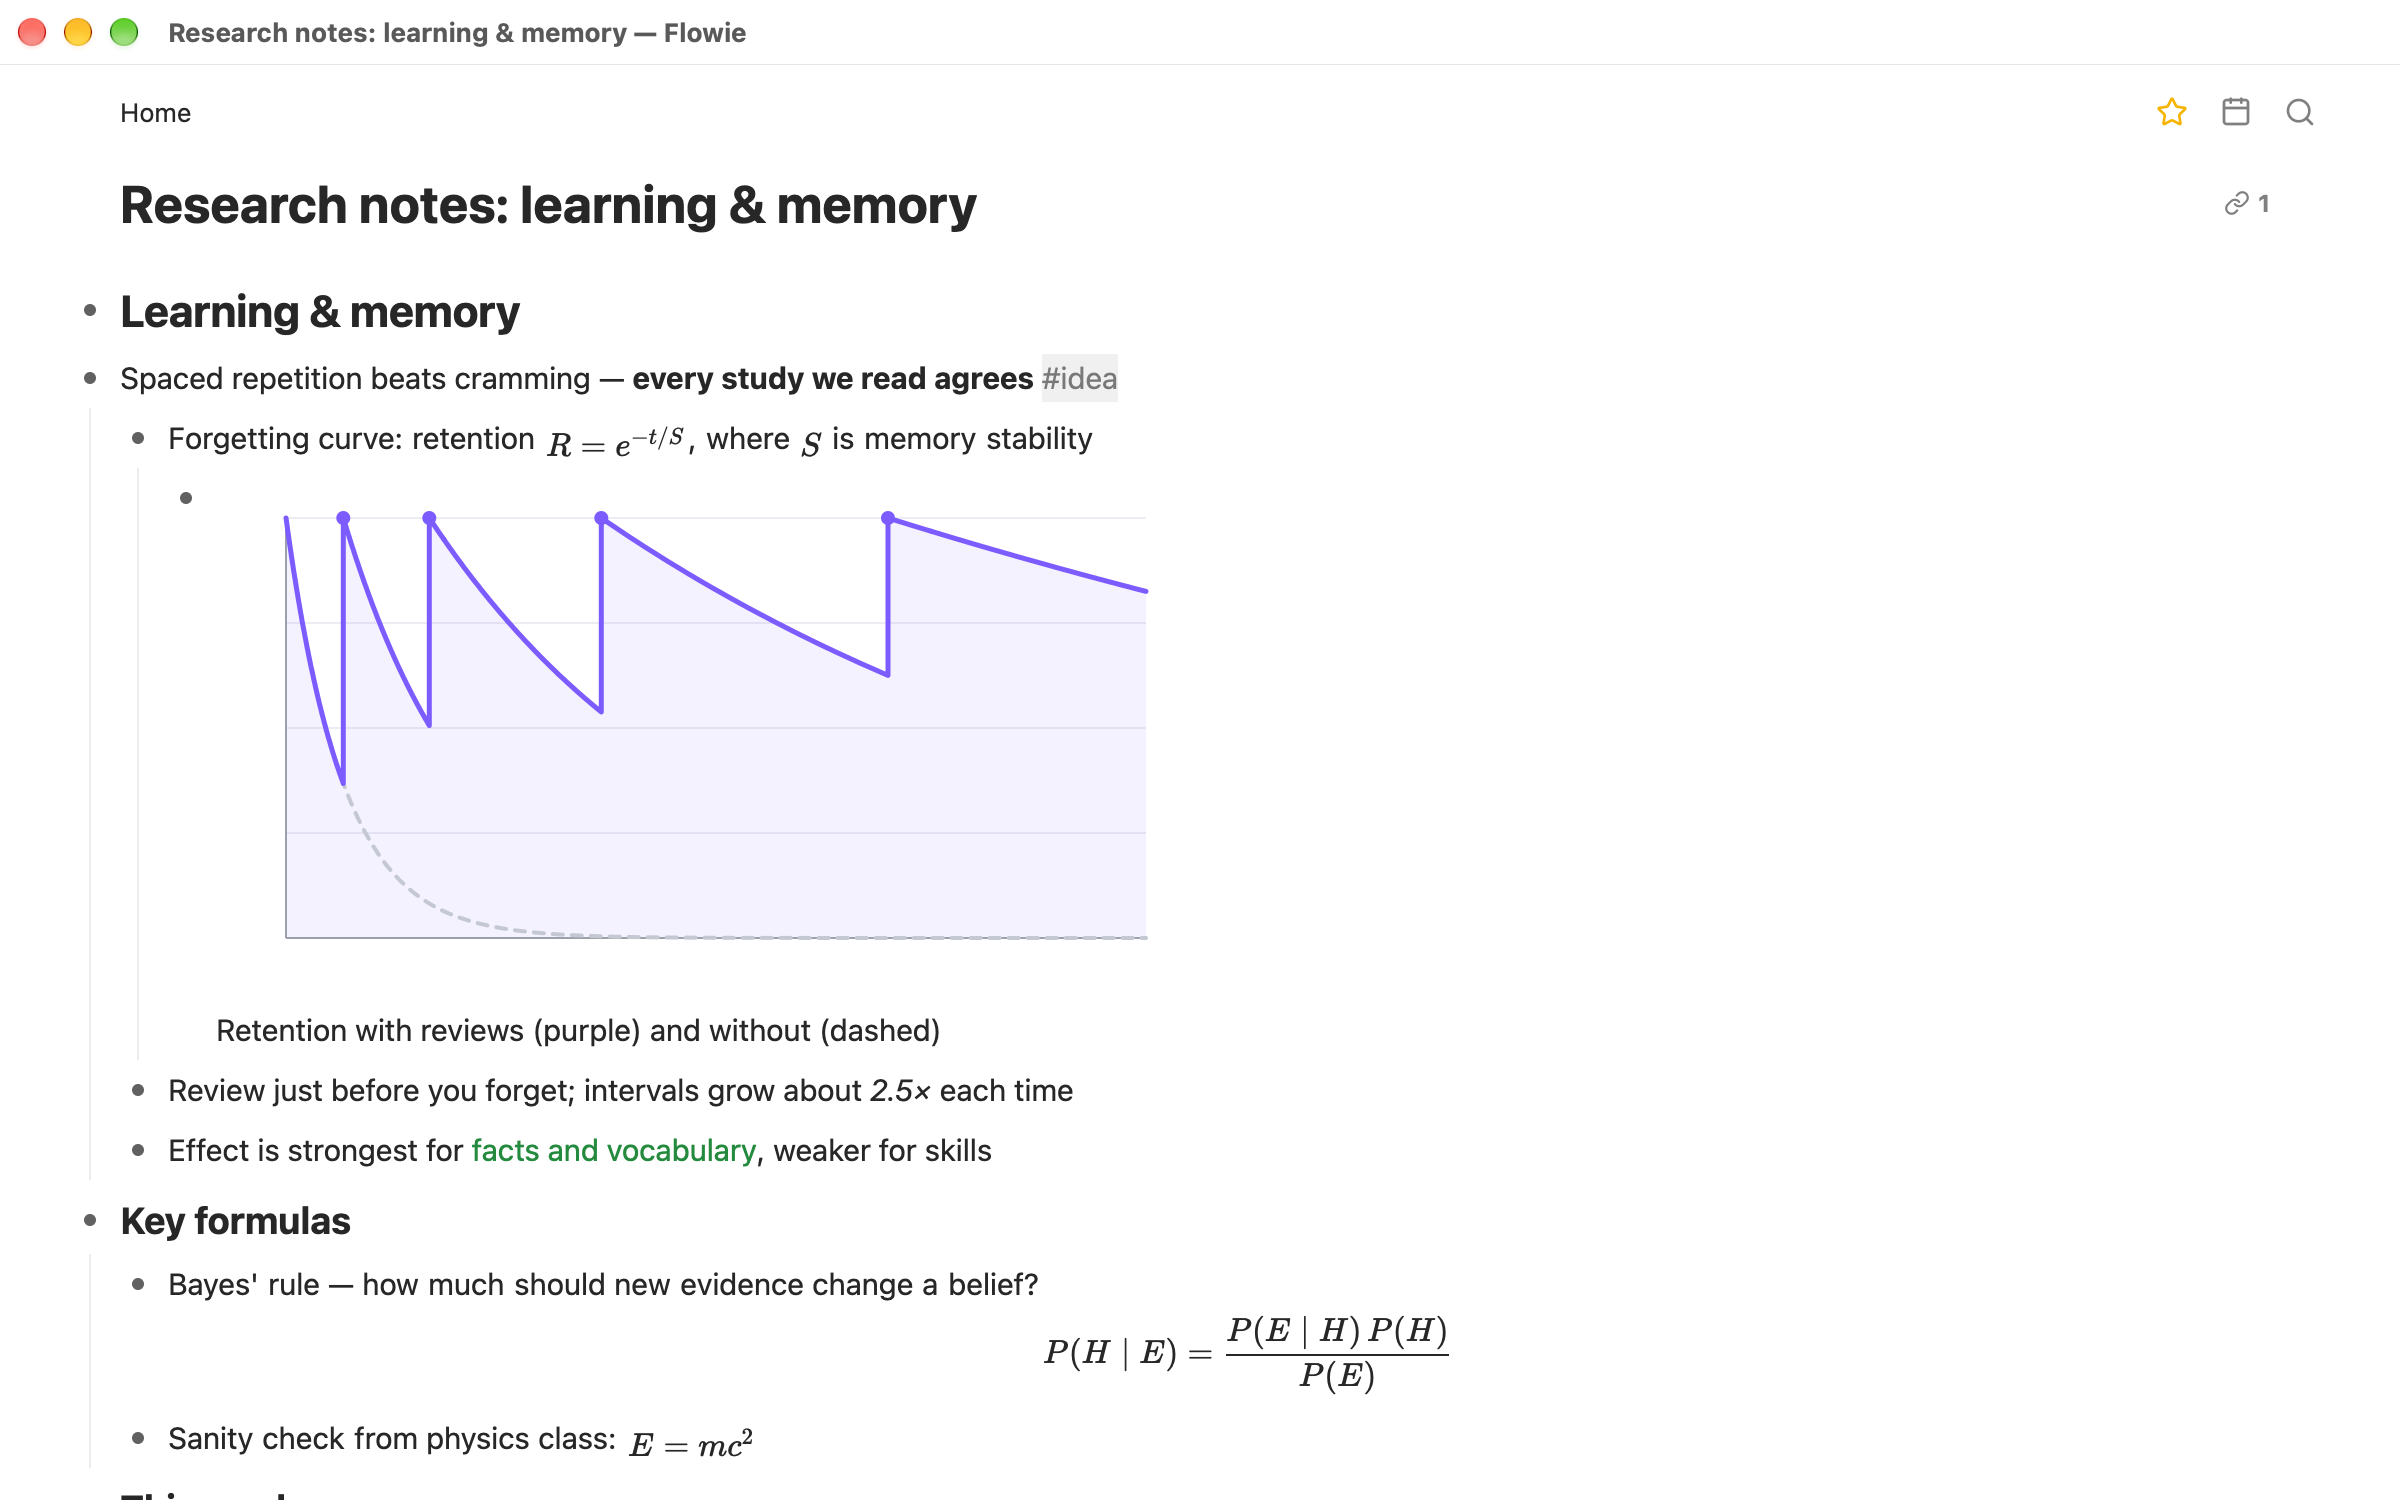 Research notes: learning & memory — Flowie
Home
Research notes: learning & memory
1
Learning & memory
Spaced repetition beats cramming — every study we read agrees #idea
Forgetting curve: retention R = e^{−t/S}, where S is memory stability
Retention with reviews (purple) and without (dashed)
Review just before you forget; intervals grow about 2.5× each time
Effect is strongest for facts and vocabulary, weaker for skills
Key formulas
Bayes' rule — how much should new evidence change a belief?
P(H | E) = P(E | H) P(H) / P(E)
Sanity check from physics class: E = mc²